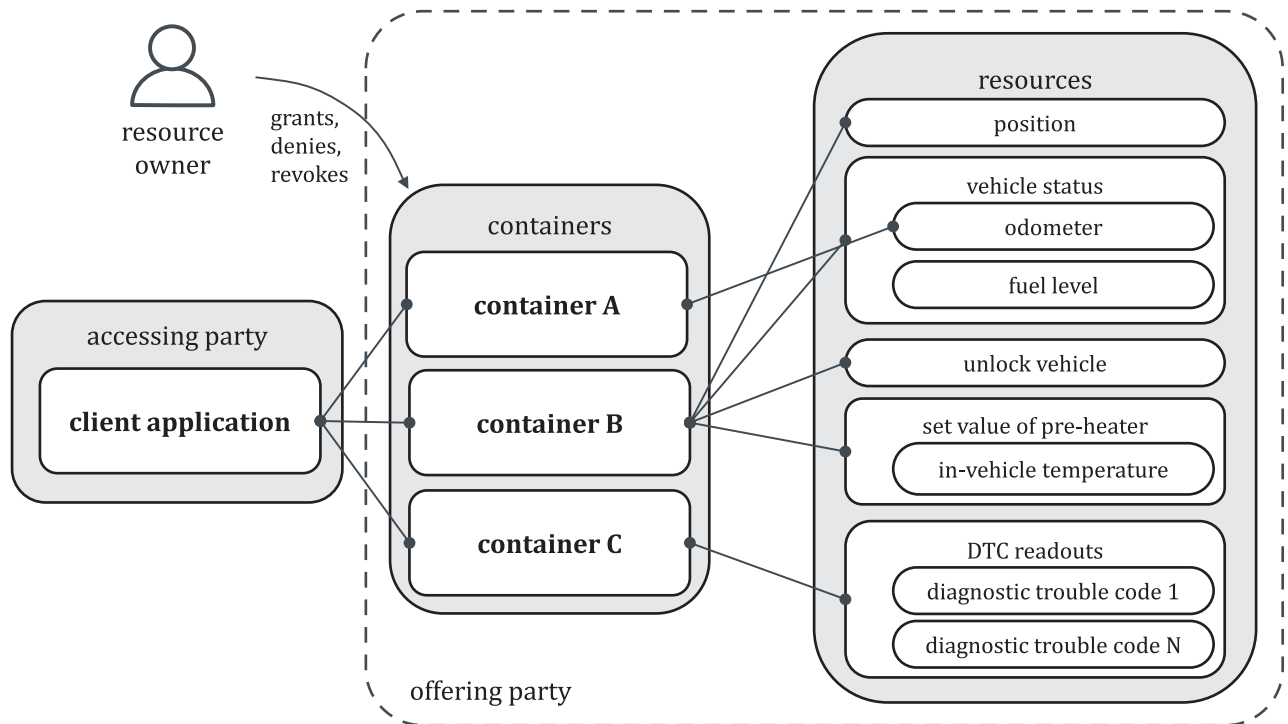 resource
owner
grants,
denies,
revokes
accessing party
client application
containers
container A
container B
container C
offering party
resources
position
vehicle status
odometer
fuel level
unlock vehicle
set value of pre-heater
in-vehicle temperature
DTC readouts
diagnostic trouble code 1
diagnostic trouble code N